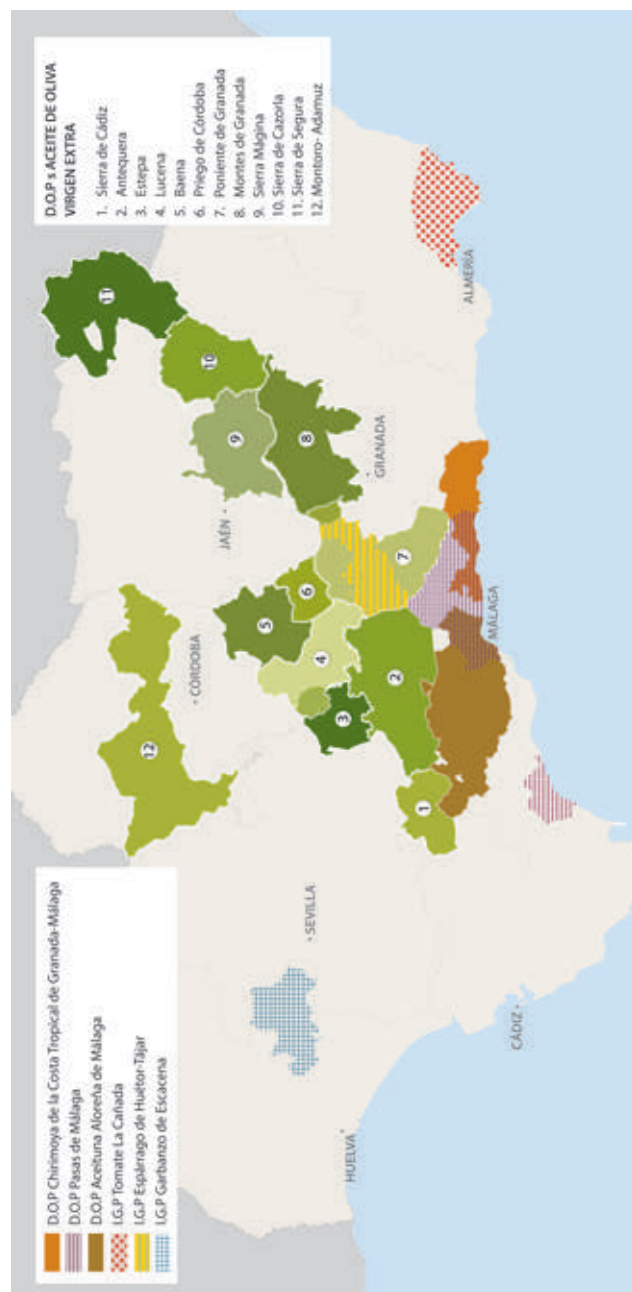 D.O.P Chirimoya de la Costa Tropical de Granada-Málaga
D.O.P Pasas de Málaga
D.O.P Aceituna Aloreña de Málaga
I.G.P Tomate La Cañada
I.G.P Espárrago de Huétor-Tájar
I.G.P Garbanzo de Escacena
D.O.P s ACEITE DE OLIVA
VIRGEN EXTRA
1. Sierra de Cádiz
2. Antequera
3. Estepa
4. Lucena
5. Baena
6. Priego de Córdoba
7. Poniente de Granada
8. Montes de Granada
9. Sierra Mágina
10. Sierra de Cazorla
11. Sierra de Segura
12. Montoro- Adamuz
11
12
CÓRDOBA
10
JAÉN
9
5
6
8
SEVILLA
4
3
GRANADA
2
7
1
ALMERÍA
MÁLAGA
HUELVA
CÁDIZ